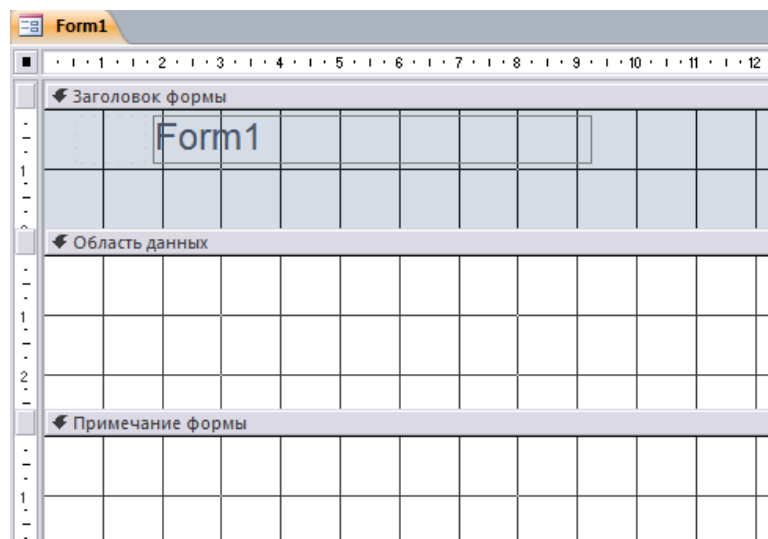 Form1
1 2 3 4 5 6 7 8 9 10 11 12
Заголовок формы
Form1
1
Область данных
1
2
Примечание формы
1